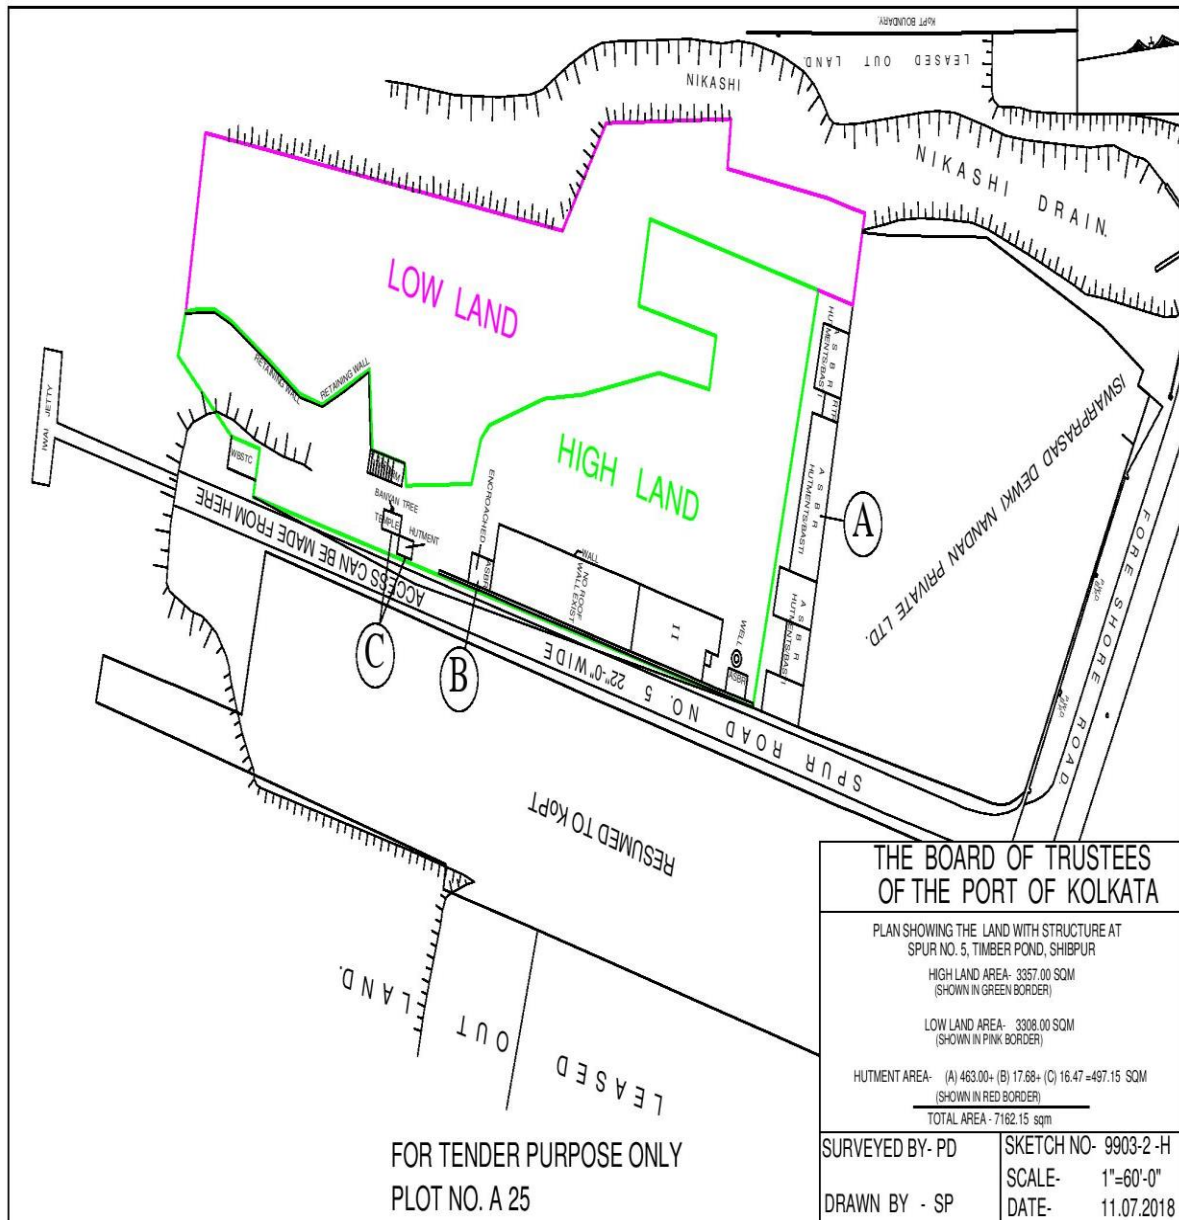 KoPT BOUNDARY.
LEASED OUT LAND.
NIKASHI
NIKASHI DRAIN.
LOW LAND
RETAINING WALL
RETAINING WALL
IWAI JETTY
WBSTC
BANYAN TREE
TEMPLE
HUTMENT
ENCROACHED
ASBR
HIGH LAND
WALL
NO ROOF
WALL EXIST
WELL
ASBR
A S B R
HUTMENTS/BASTI
RTR
A S B R
HUTMENTS/BASTI
A S B R
HUTMENTS/BASTI
A
B
C
ISWARPRASAD DEWKI NANDAN PRIVATE LTD.
FORE SHORE ROAD.
ACCESS CAN BE MADE FROM HERE
SPUR ROAD NO. 5 22"-0"WIDE
RESUMED TO KoPT
LEASED OUT LAND.
THE BOARD OF TRUSTEES
OF THE PORT OF KOLKATA
PLAN SHOWING THE LAND WITH STRUCTURE AT
SPUR NO. 5, TIMBER POND, SHIBPUR
HIGH LAND AREA- 3357.00 SQM
(SHOWN IN GREEN BORDER)
LOW LAND AREA- 3308.00 SQM
(SHOWN IN PINK BORDER)
HUTMENT AREA- (A) 463.00+ (B) 17.68+ (C) 16.47 =497.15 SQM
(SHOWN IN RED BORDER)
TOTAL AREA - 7162.15 sqm
SURVEYED BY- PD
DRAWN BY - SP
SKETCH NO- 9903-2 -H
SCALE- 1"=60'-0"
DATE- 11.07.2018
FOR TENDER PURPOSE ONLY
PLOT NO. A 25